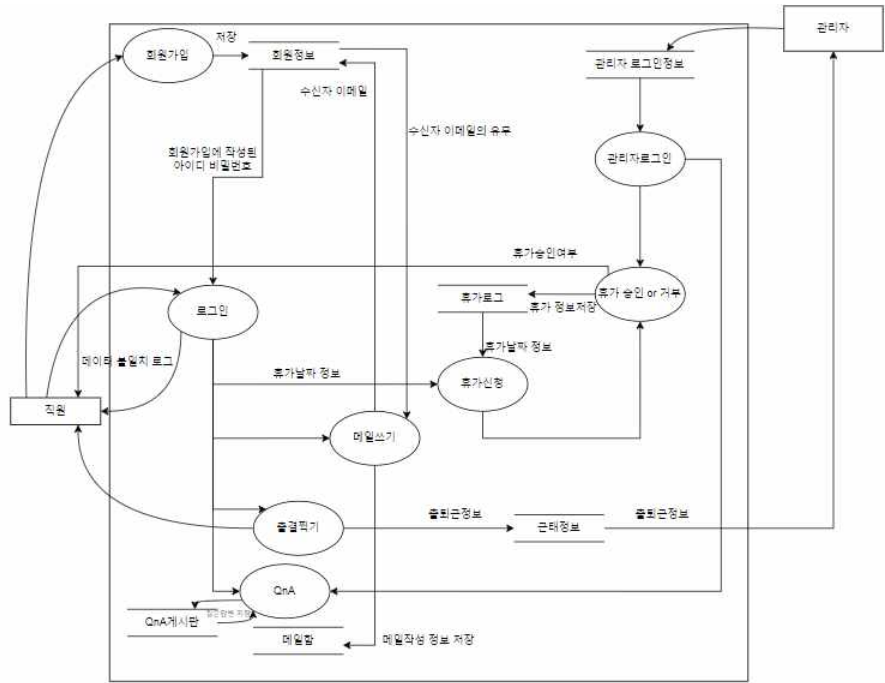 관리자
회원가입
저장
회원정보
관리자 로그인정보
수신자 이메일
수신자 이메일의 유무
회원가입에 작성된
아이디 비밀번호
관리자로그인
휴가승인여부
로그인
휴가로그
휴가 정보저장
휴가 승인 or 거부
휴가날짜 정보
데이터 불일치 로그
휴가날짜 정보
휴가신청
직원
메일쓰기
출결찍기
출퇴근정보
근태정보
출퇴근정보
QnA
QnA게시판
메일함
메일작성 정보 저장